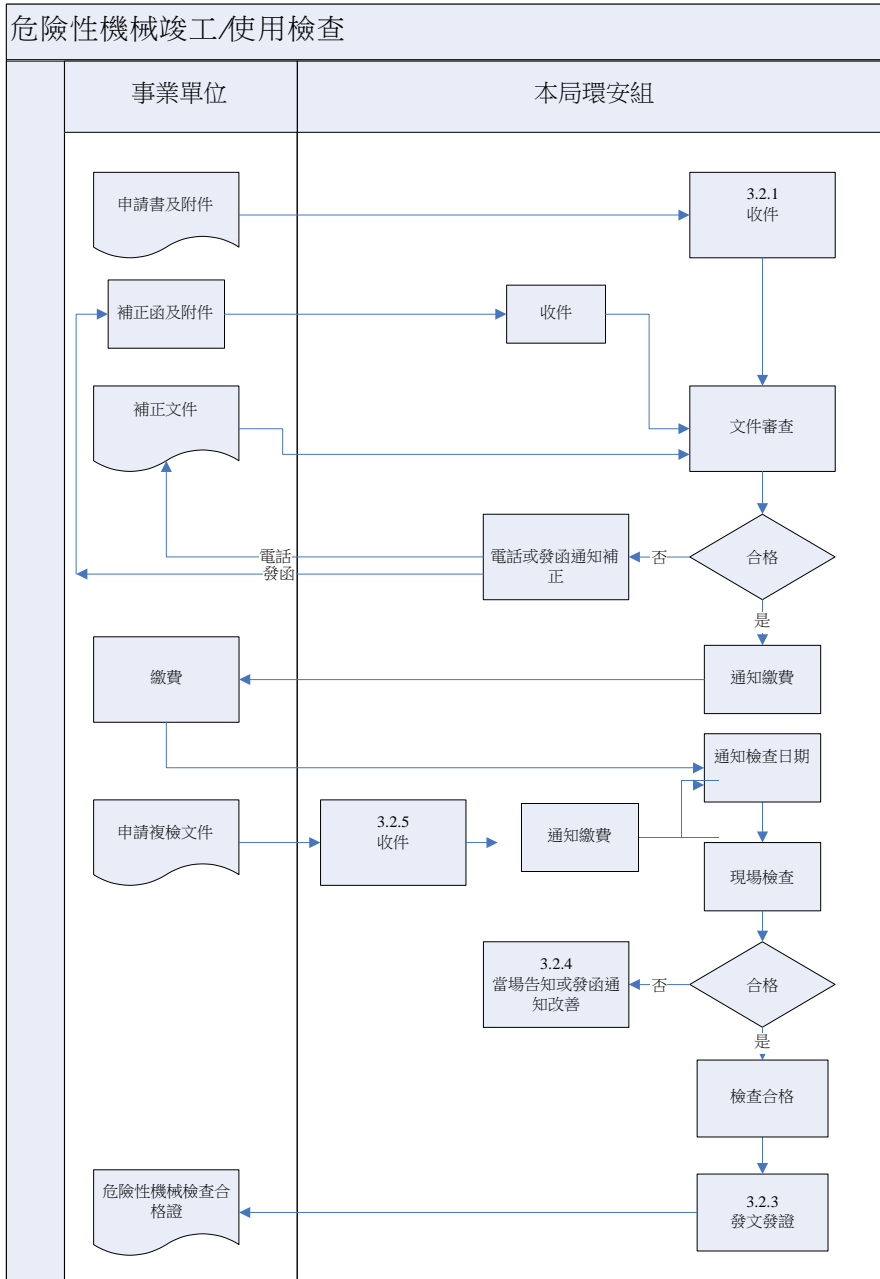 危險性機械竣工/使用檢查
事業單位
本局環安組
申請書及附件
3.2.1
收件
補正函及附件
收件
補正文件
文件審查
電話
發函
電話或發函通知補
正
否
合格
是
繳費
通知繳費
通知檢查日期
申請複檢文件
3.2.5
收件
通知繳費
現場檢查
3.2.4
當場告知或發函通
知改善
否
合格
是
檢查合格
危險性機械檢查合
格證
3.2.3
發文發證